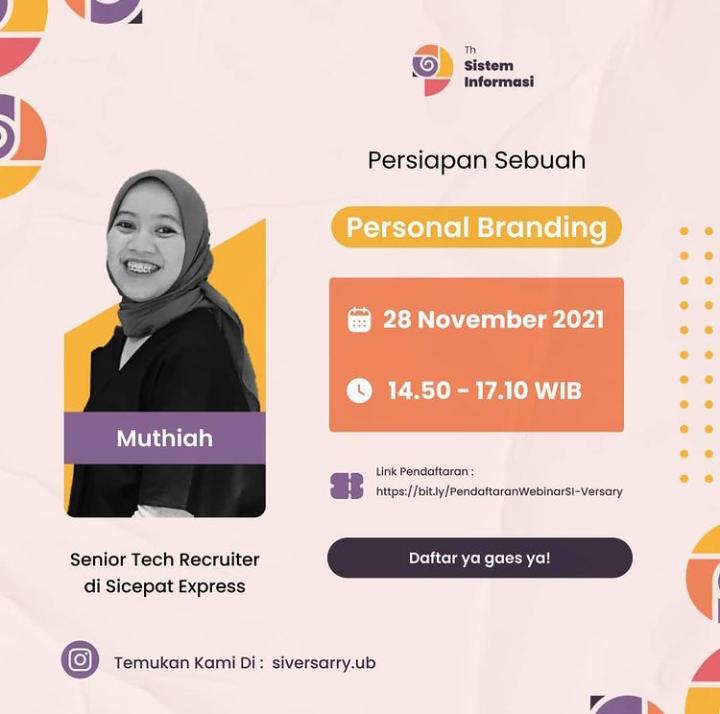 Th
Sistem
Informasi
Persiapan Sebuah
Personal Branding
28 November 2021
14.50 - 17.10 WIB
Muthiah
Link Pendaftaran :
https://bit.ly/PendaftaranWebinarSI-Versary
Senior Tech Recruiter
di Sicepat Express
Daftar ya gaes ya!
Temukan Kami Di : siversarry.ub